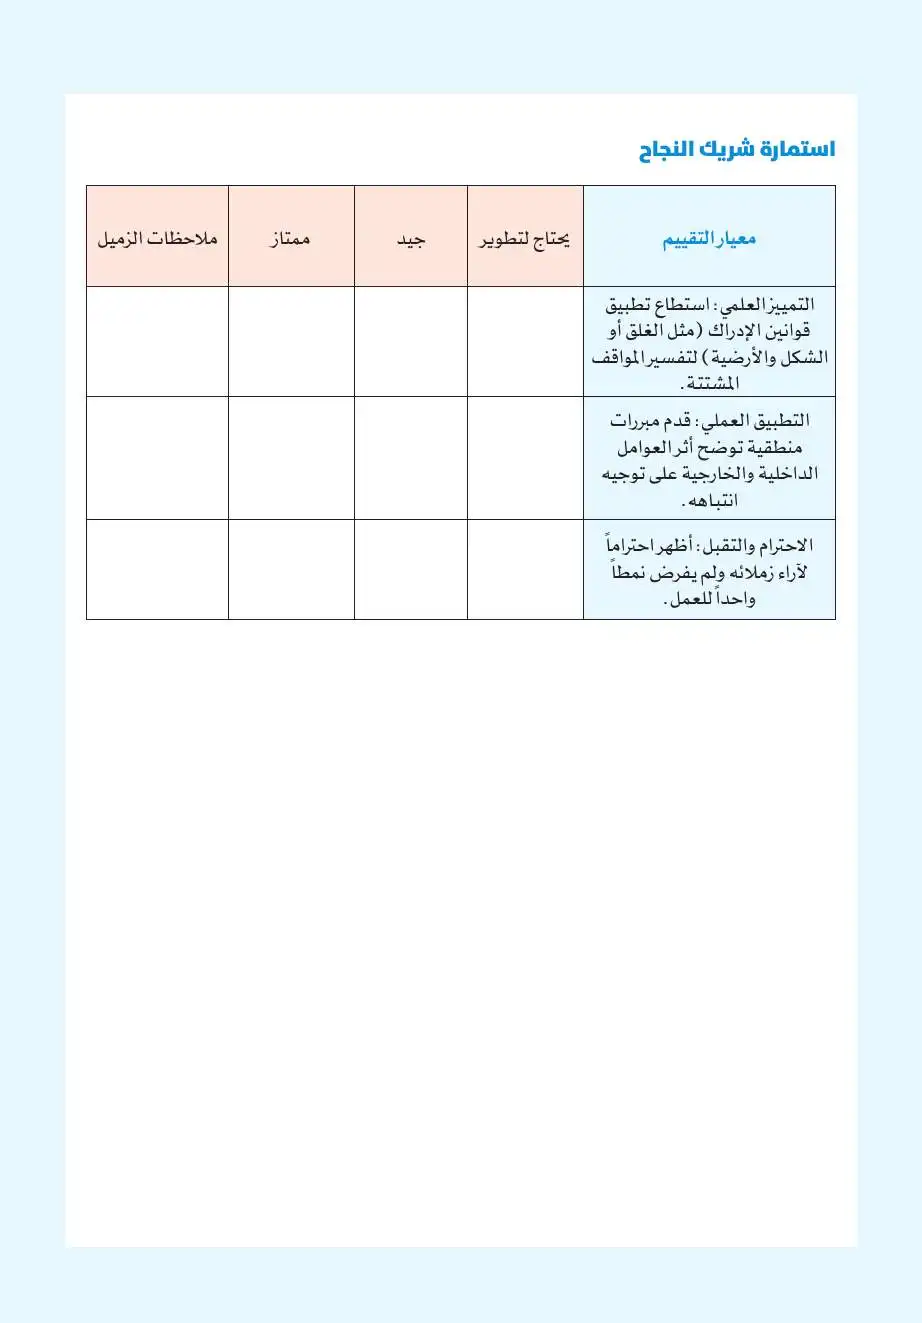 استمارة شريك النجاح
معيار التقييم
يحتاج لتطوير
جيد
ممتاز
ملاحظات الزميل
التمييز العلمي: استطاع تطبيق
قوانين الإدراك (مثل الغلق أو
الشكل والأرضية) لتفسير المواقف
المشتتة.
التطبيق العملي: قدم مبررات
منطقية توضح أثر العوامل
الداخلية والخارجية على توجيه
انتباهه.
الاحترام والتقبل: أظهر احتراماً
لآراء زملائه ولم يفرض نمطاً
واحداً للعمل.